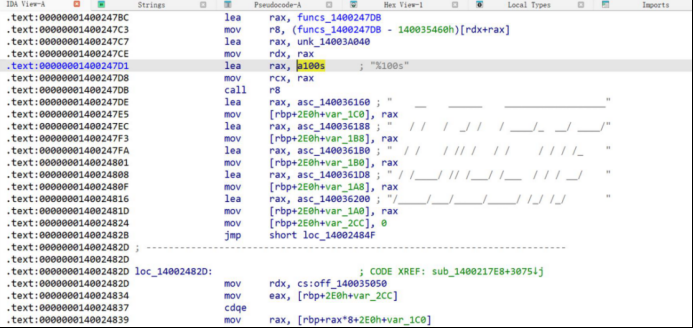 IDA View-A Strings Pseudocode-A Hex View-1 Local Types Imports
.text:00000001400247BC lea rax, funcs_1400247DB
.text:00000001400247C0 mov r8, (funcs_1400247DB - 140035460h)[rdx+rax]
.text:00000001400247C7 lea rax, unk_14003A040
.text:00000001400247CE mov rdx, rax
.text:00000001400247D1 lea rax, a100s ; "%100s"
.text:00000001400247D8 mov rcx, rax
.text:00000001400247DB call r8
.text:00000001400247DE lea rax, asc_140036160 ; " __ ______ ____________________"
.text:00000001400247E5 mov [rbp+2E0h+var_1C0], rax
.text:00000001400247EC lea rax, asc_140036188 ; " / / / _/ / / ____/_ __/ ____/"
.text:00000001400247F3 mov [rbp+2E0h+var_1B8], rax
.text:00000001400247FA lea rax, asc_1400361B0 ; " / / / // / / / / / / /_ "
.text:0000000140024801 mov [rbp+2E0h+var_1B0], rax
.text:0000000140024808 lea rax, asc_1400361D8 ; " / /____/ // /___/ /___ / / / __/ "
.text:000000014002480F mov [rbp+2E0h+var_1A8], rax
.text:0000000140024816 lea rax, asc_140036200 ; "/_____/___/_____/_____/ /_/ /_/ "
.text:000000014002481D mov [rbp+2E0h+var_1A0], rax
.text:0000000140024824 mov [rbp+2E0h+var_2CC], 0
.text:000000014002482B jmp short loc_14002484F
.text:000000014002482D ; ---------------------------------------------------------------------------
.text:000000014002482D
.text:000000014002482D loc_14002482D: ; CODE XREF: sub_1400217E8+3075↓j
.text:000000014002482D mov rdx, cs:off_140035050
.text:0000000140024834 mov eax, [rbp+2E0h+var_2CC]
.text:0000000140024837 cdqe
.text:0000000140024839 mov rax, [rbp+rax*8+2E0h+var_1C0]